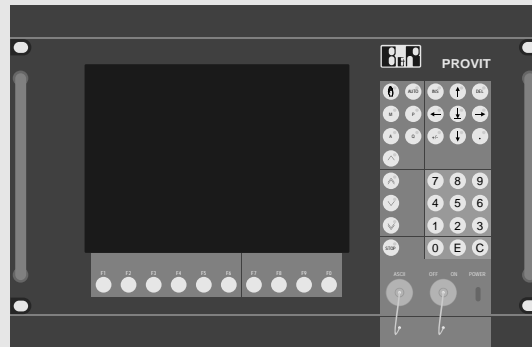 B&R
PROVIT
AUTO INS DEL
M P
A G +/- .
7 8 9
4 5 6
1 2 3
STOP 0 E C
F1 F2 F3 F4 F5 F6 F7 F8 F9 F0
OFF ON POWER